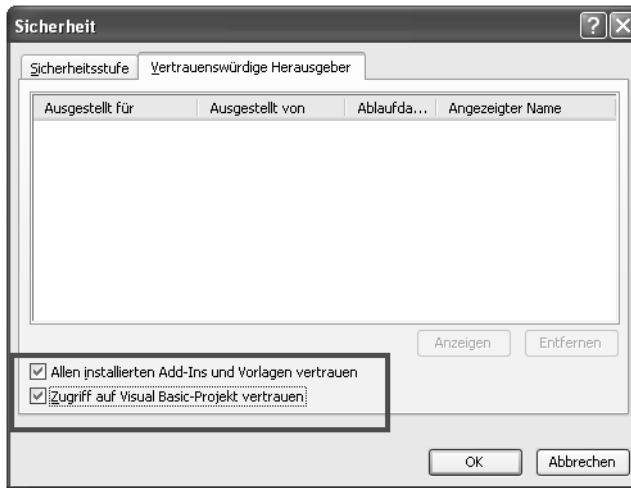 Sicherheit
Sicherheitsstufe Vertrauenswürdige Herausgeber
Ausgestellt für Ausgestellt von Ablaufda... Angezeigter Name
Anzeigen Entfernen
Allen installierten Add-Ins und Vorlagen vertrauen
Zugriff auf Visual Basic-Projekt vertrauen
OK Abbrechen